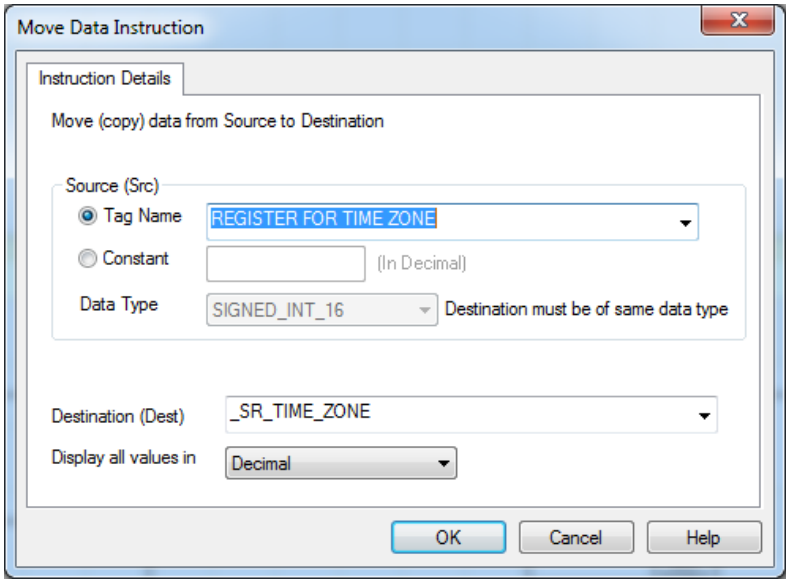 Move Data Instruction
Instruction Details
Move (copy) data from Source to Destination
Source (Src)
Tag Name REGISTER FOR TIME ZONE
Constant (In Decimal)
Data Type SIGNED_INT_16 Destination must be of same data type
Destination (Dest) _SR_TIME_ZONE
Display all values in Decimal
OK Cancel Help